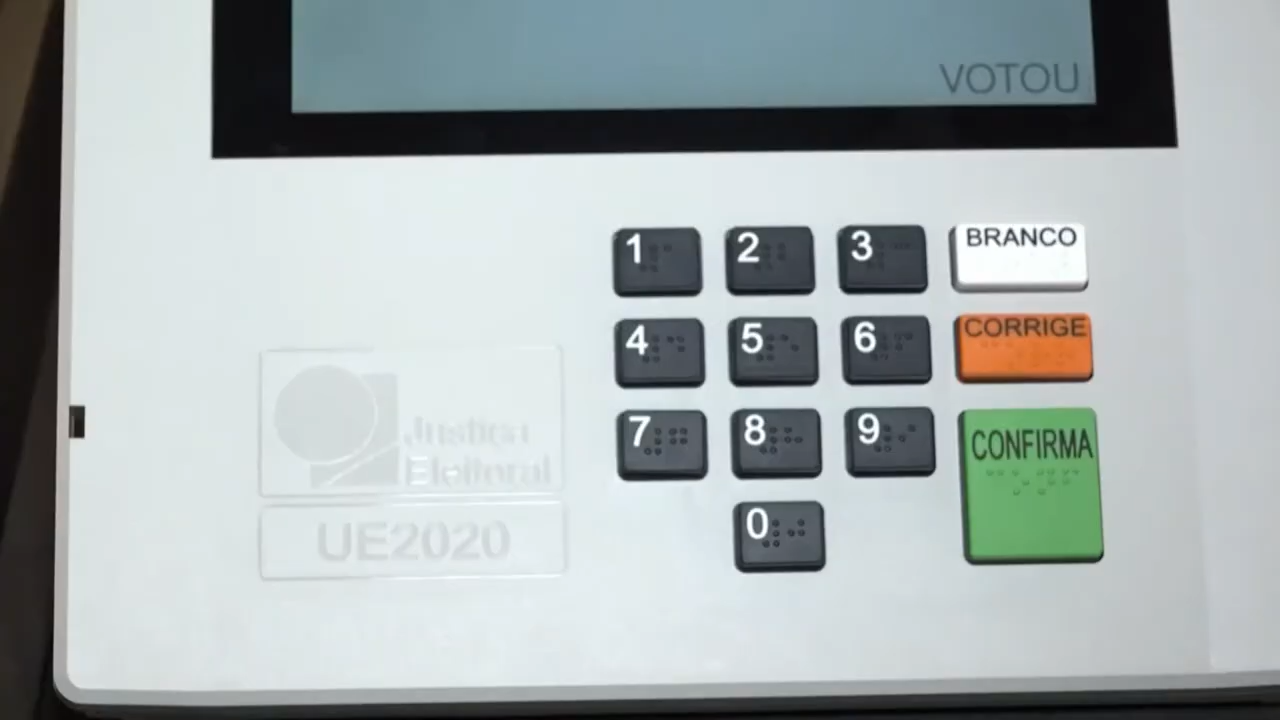 VOTOU
1 2 3 BRANCO
4 5 6 CORRIGE
7 8 9 CONFIRMA
0
Justiça
Eleitoral
UE2020